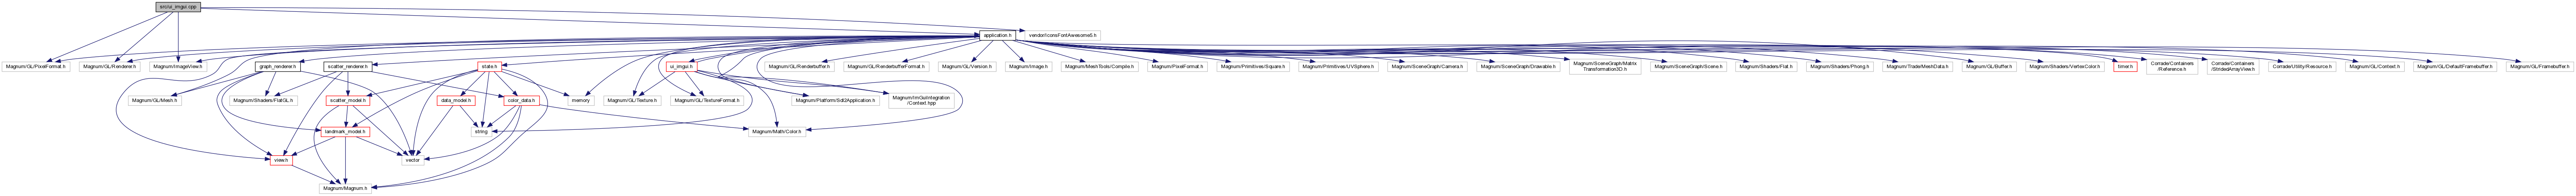 src/ui_imgui.cpp
application.h
vendor/IconsFontAwesome5.h
Magnum/GL/PixelFormat.h
Magnum/GL/Renderer.h
Magnum/ImageView.h
graph_renderer.h
scatter_renderer.h
state.h
ui_imgui.h
Magnum/GL/Renderbuffer.h
Magnum/GL/RenderbufferFormat.h
Magnum/GL/Version.h
Magnum/Image.h
Magnum/MeshTools/Compile.h
Magnum/PixelFormat.h
Magnum/Primitives/Square.h
Magnum/Primitives/UVSphere.h
Magnum/SceneGraph/Camera.h
Magnum/SceneGraph/Drawable.h
Magnum/SceneGraph/Matrix
Transformation3D.h
Magnum/SceneGraph/Scene.h
Magnum/Shaders/Flat.h
Magnum/Shaders/Phong.h
Magnum/Trade/MeshData.h
Magnum/GL/Buffer.h
Magnum/Shaders/VertexColor.h
timer.h
Corrade/Containers
/Reference.h
Corrade/Containers
/StridedArrayView.h
Corrade/Utility/Resource.h
Magnum/GL/Context.h
Magnum/GL/DefaultFramebuffer.h
Magnum/GL/Framebuffer.h
Magnum/GL/Mesh.h
Magnum/Shaders/FlatGL.h
scatter_model.h
data_model.h
color_data.h
memory
Magnum/GL/Texture.h
Magnum/GL/TextureFormat.h
Magnum/Platform/Sdl2Application.h
Magnum/ImGuiIntegration
/Context.hpp
landmark_model.h
string
Magnum/Math/Color.h
view.h
vector
Magnum/Magnum.h